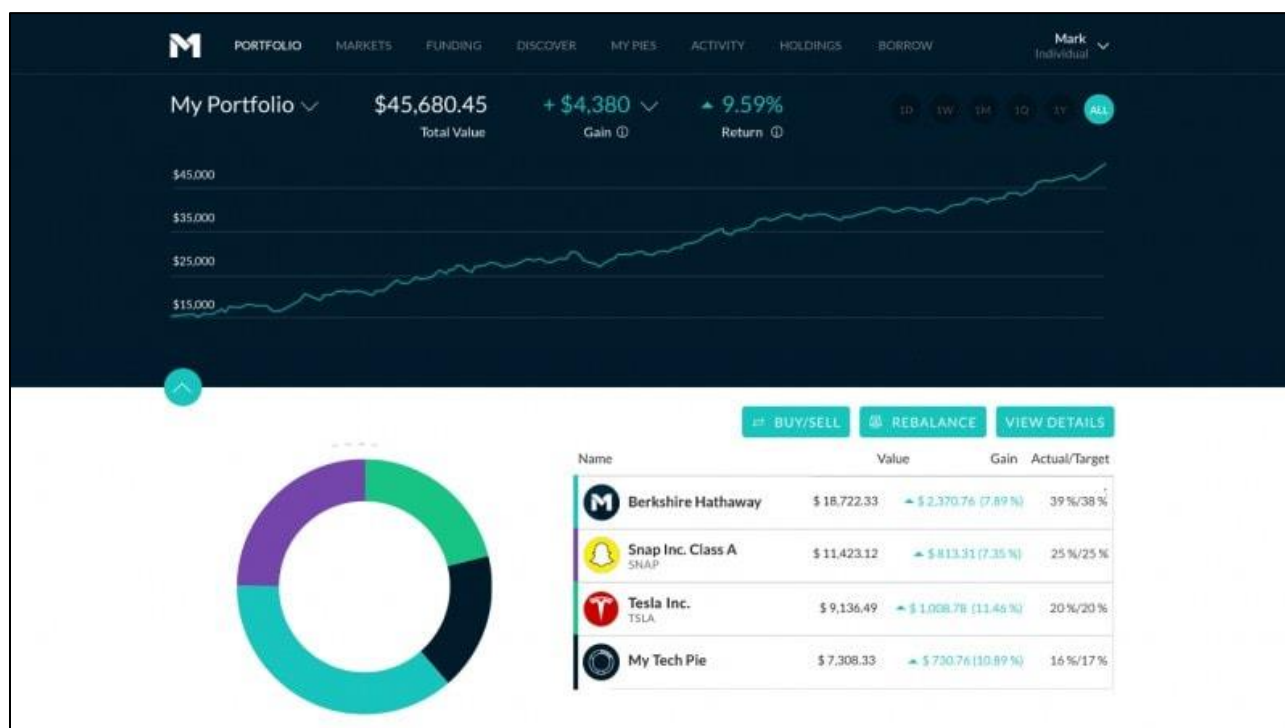 M PORTFOLIO MARKETS FUNDING DISCOVER MY PIES ACTIVITY HOLDINGS BORROW Mark
Individual
My Portfolio $45,680.45 + $4,380 9.59% 1D 1W 1M 1Q 1Y ALL
Total Value Gain Return
$45,000
$35,000
$25,000
$15,000
BUY/SELL REBALANCE VIEW DETAILS
Name Value Gain Actual/Target
M Berkshire Hathaway $ 18,722.33 $ 2,370.76 (7.89 %) 39 %/38 %
Snap Inc. Class A $ 11,423.12 $ 813.31 (7.35 %) 25 %/25 %
SNAP
Tesla Inc. $ 9,136.49 $ 1,008.78 (11.46 %) 20 %/20 %
TSLA
My Tech Pie $ 7,308.33 $ 730.76 (10.89 %) 16 %/17 %